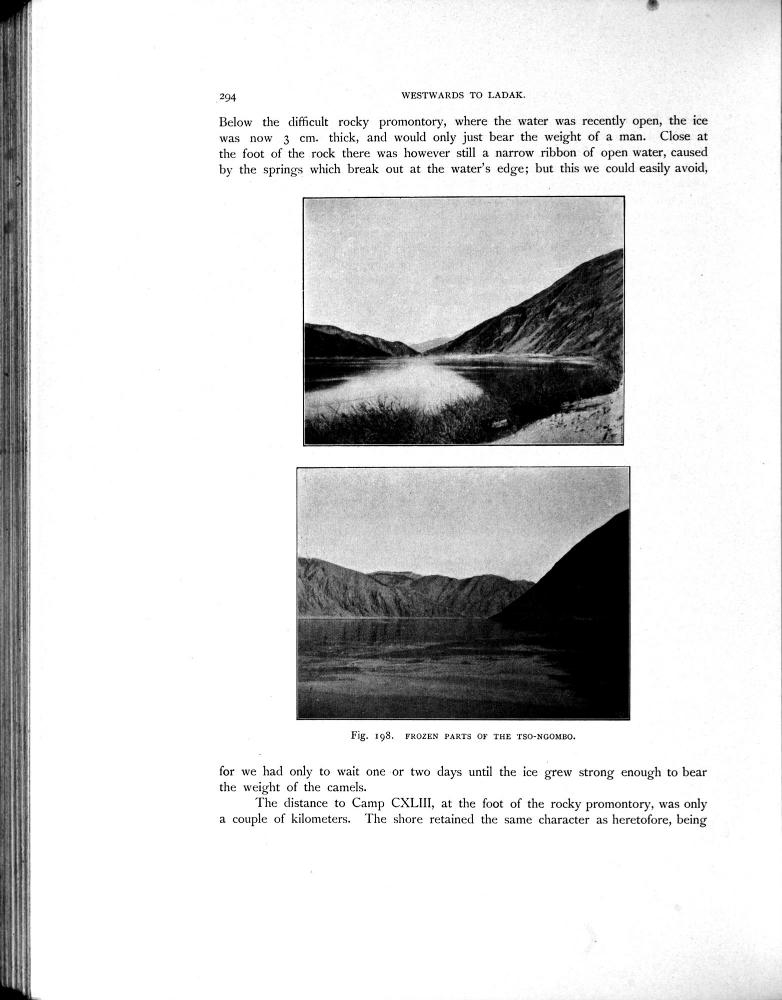 294
WESTWARDS TO LADAK.
Below the difficult rocky promontory, where the water was recently open, the ice
was now 3 cm. thick, and would only just bear the weight of a man. Close at
the foot of the rock there was however still a narrow ribbon of open water, caused
by the springs which break out at the water's edge; but this we could easily avoid,
Fig. 198. FROZEN PARTS OF THE TSO-NGOMBO.
for we had only to wait one or two days until the ice grew strong enough to bear
the weight of the camels.
The distance to Camp CXLIII, at the foot of the rocky promontory, was only
a couple of kilometers. The shore retained the same character as heretofore, being